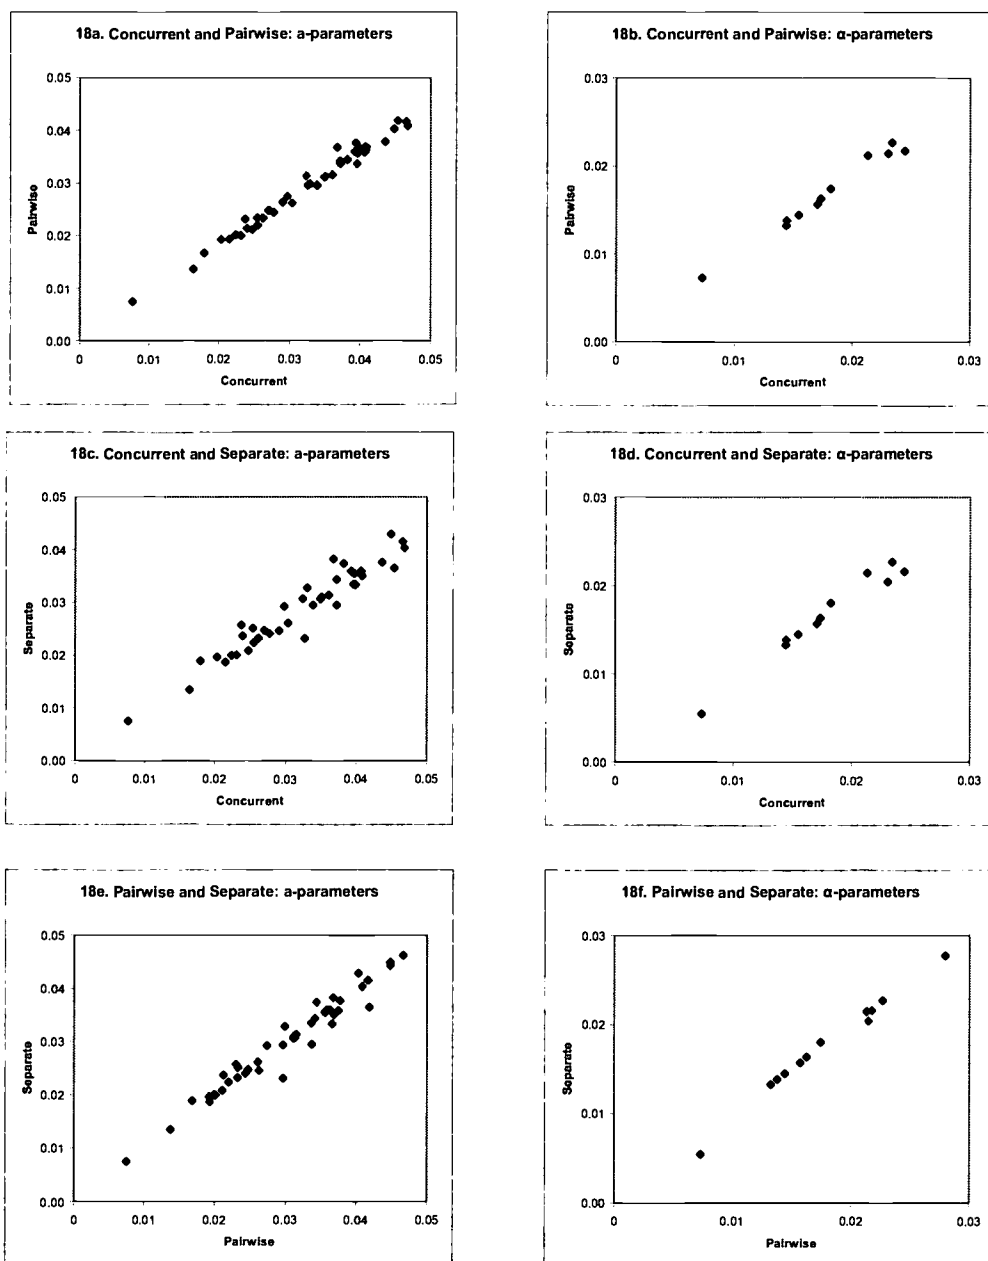 18a. Concurrent and Pairwise: a-parameters
0.05
0.04
0.03
0.02
0.01
0.00
Pairwise
0 0.01 0.02 0.03 0.04 0.05
Concurrent
18b. Concurrent and Pairwise: α-parameters
0.03
0.02
0.01
0.00
Pairwise
0 0.01 0.02 0.03
Concurrent
18c. Concurrent and Separate: a-parameters
0.05
0.04
0.03
0.02
0.01
0.00
Separate
0 0.01 0.02 0.03 0.04 0.05
Concurrent
18d. Concurrent and Separate: α-parameters
0.03
0.02
0.01
0.00
Separate
0 0.01 0.02 0.03
Concurrent
18e. Pairwise and Separate: a-parameters
0.05
0.04
0.03
0.02
0.01
0.00
Separate
0 0.01 0.02 0.03 0.04 0.05
Pairwise
18f. Pairwise and Separate: α-parameters
0.03
0.02
0.01
0.00
Separate
0 0.01 0.02 0.03
Pairwise